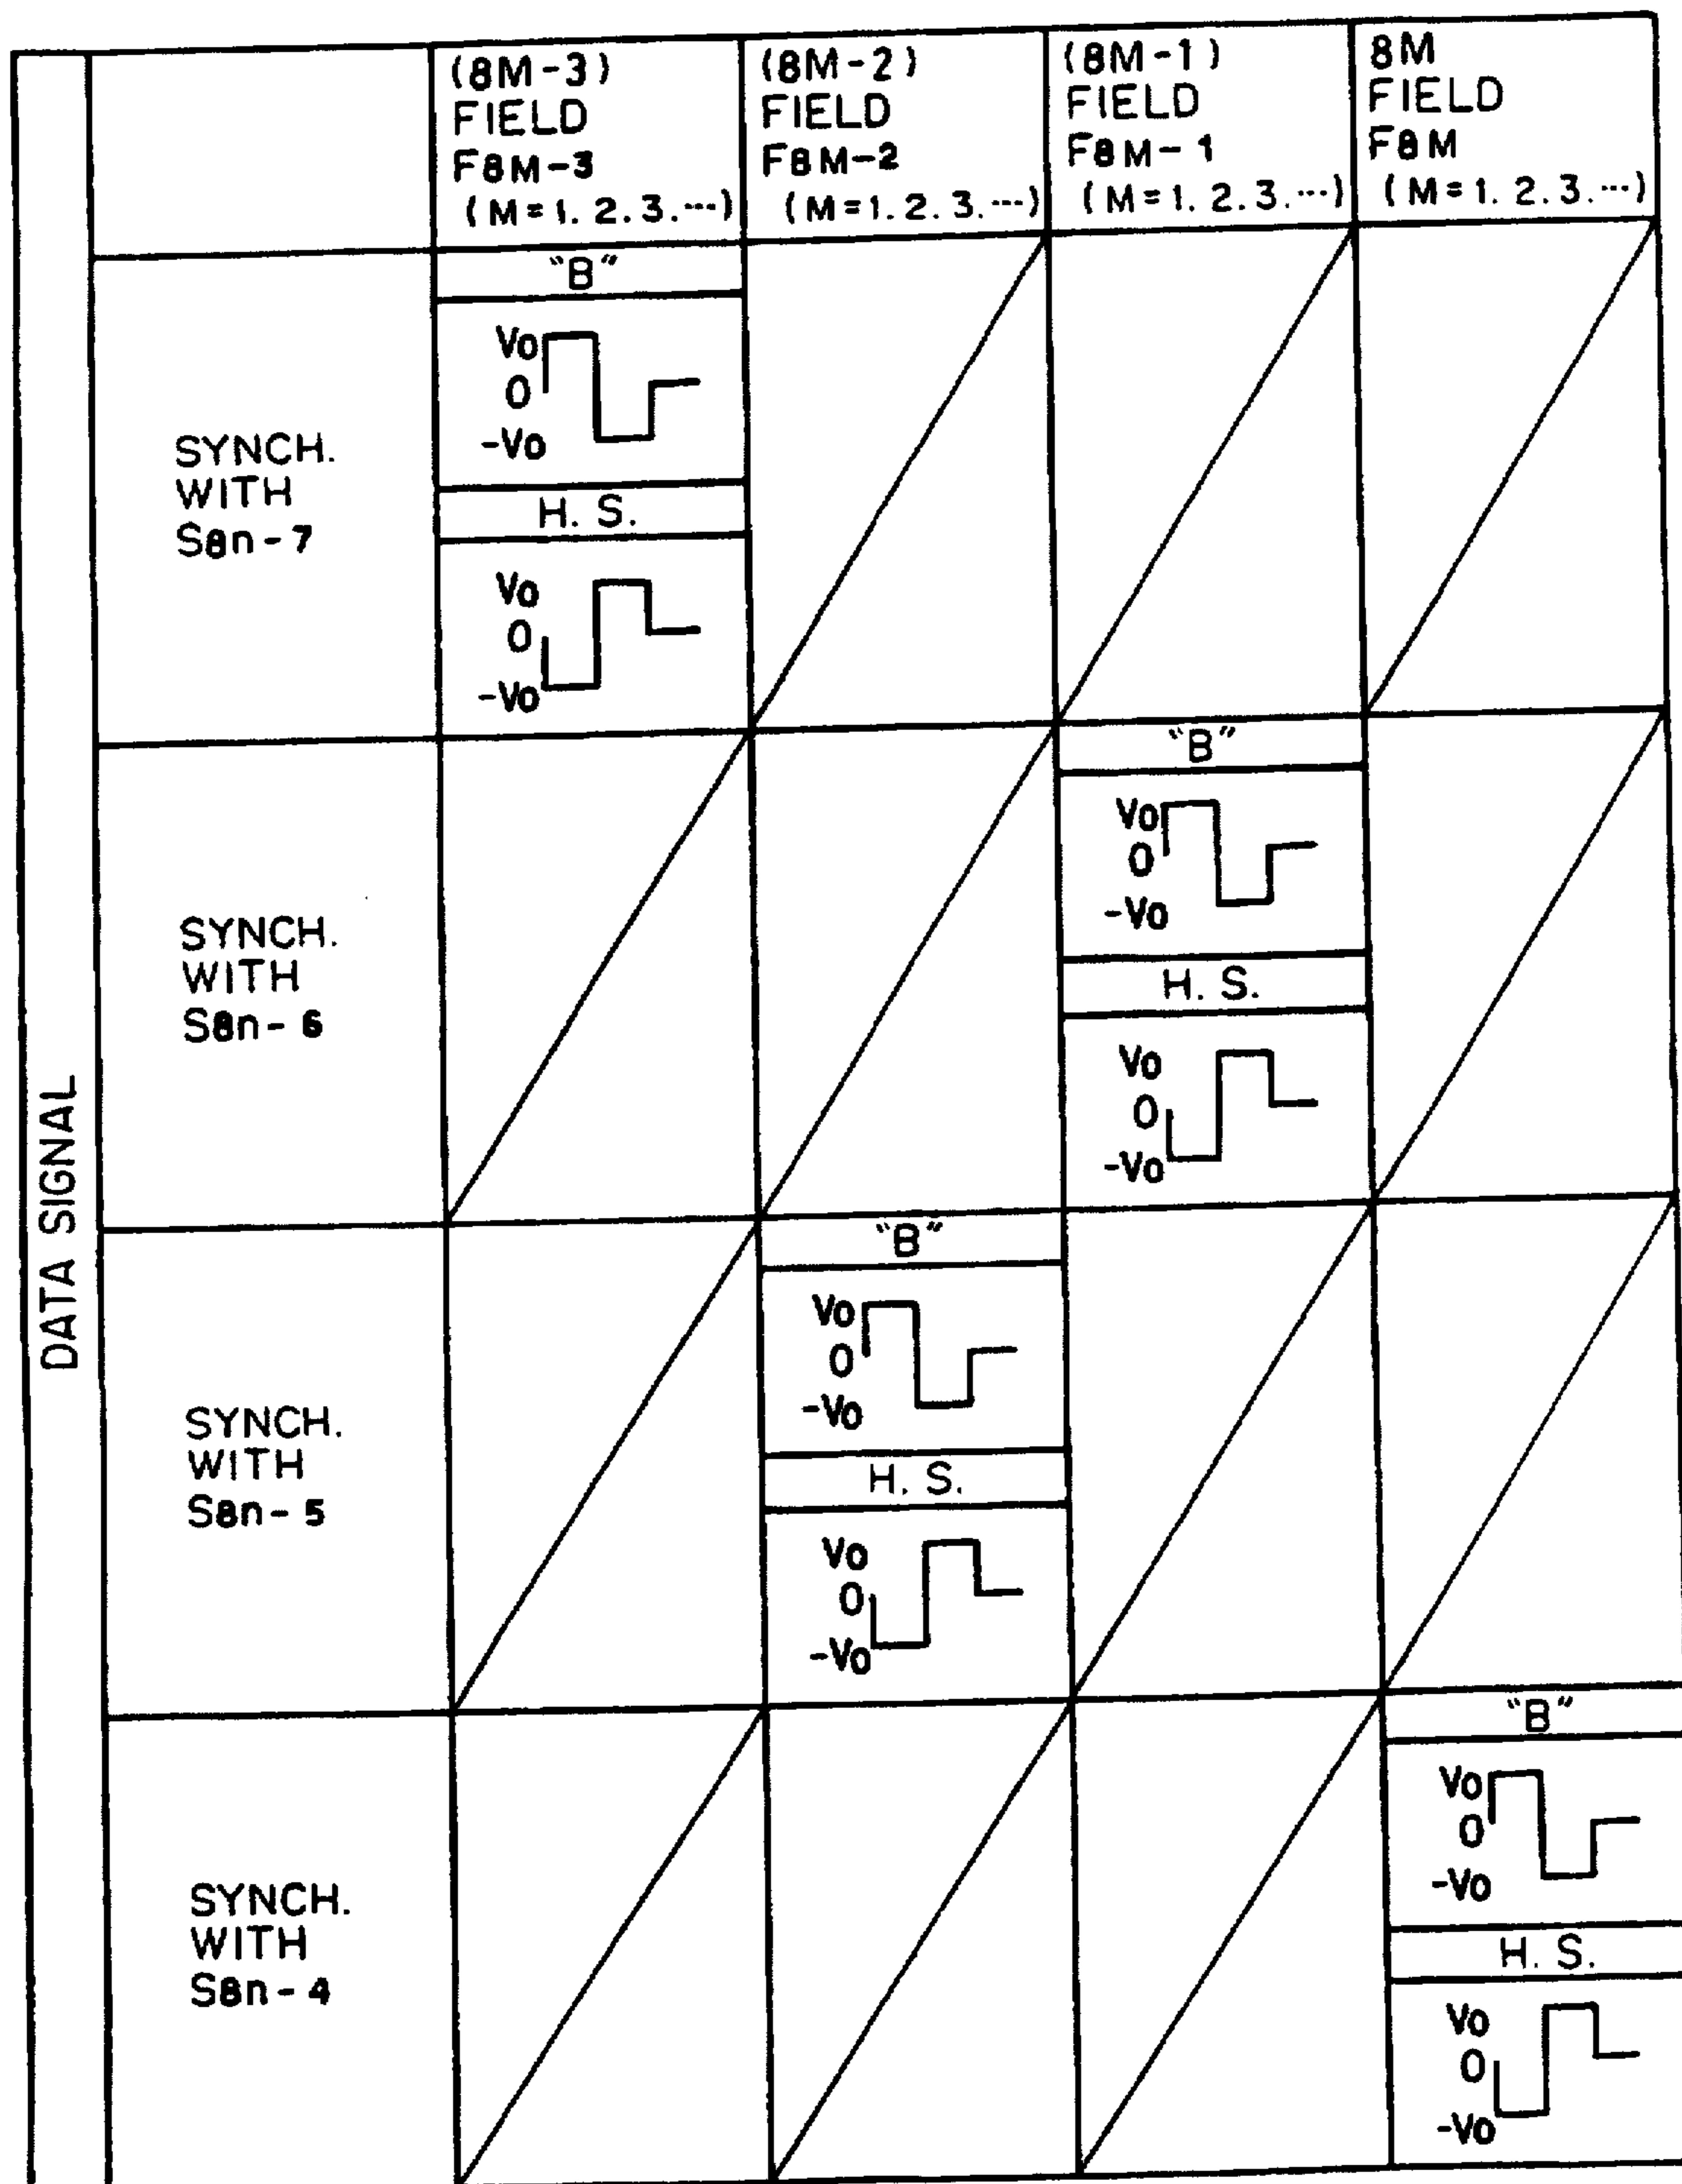 (8M-3)
FIELD
F8M-3
(M=1.2.3.…)
(8M-2)
FIELD
F8M-2
(M=1.2.3.…)
(8M-1)
FIELD
F8M-1
(M=1.2.3.…)
8M
FIELD
F8M
(M=1.2.3.…)
DATA SIGNAL
SYNCH.
WITH
S8n-7
"B"
Vo
0
-Vo
H. S.
Vo
0
-Vo
SYNCH.
WITH
S8n-6
"B"
Vo
0
-Vo
H. S.
Vo
0
-Vo
SYNCH.
WITH
S8n-5
"B"
Vo
0
-Vo
H. S.
Vo
0
-Vo
SYNCH.
WITH
S8n-4
"B"
Vo
0
-Vo
H. S.
Vo
0
-Vo